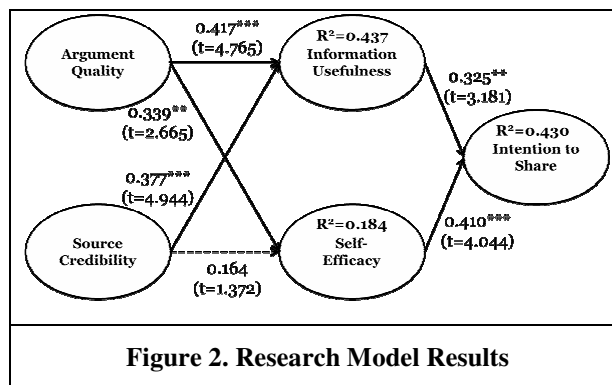 0.417***
(t=4.765)
Argument
Quality
R²=0.437
Information
Usefulness
0.339**
(t=2.665)
0.325**
(t=3.181)
R²=0.430
Intention to
Share
0.377***
(t=4.944)
0.410***
(t=4.044)
Source
Credibility
R²=0.184
Self-
Efficacy
0.164
(t=1.372)
Figure 2. Research Model Results